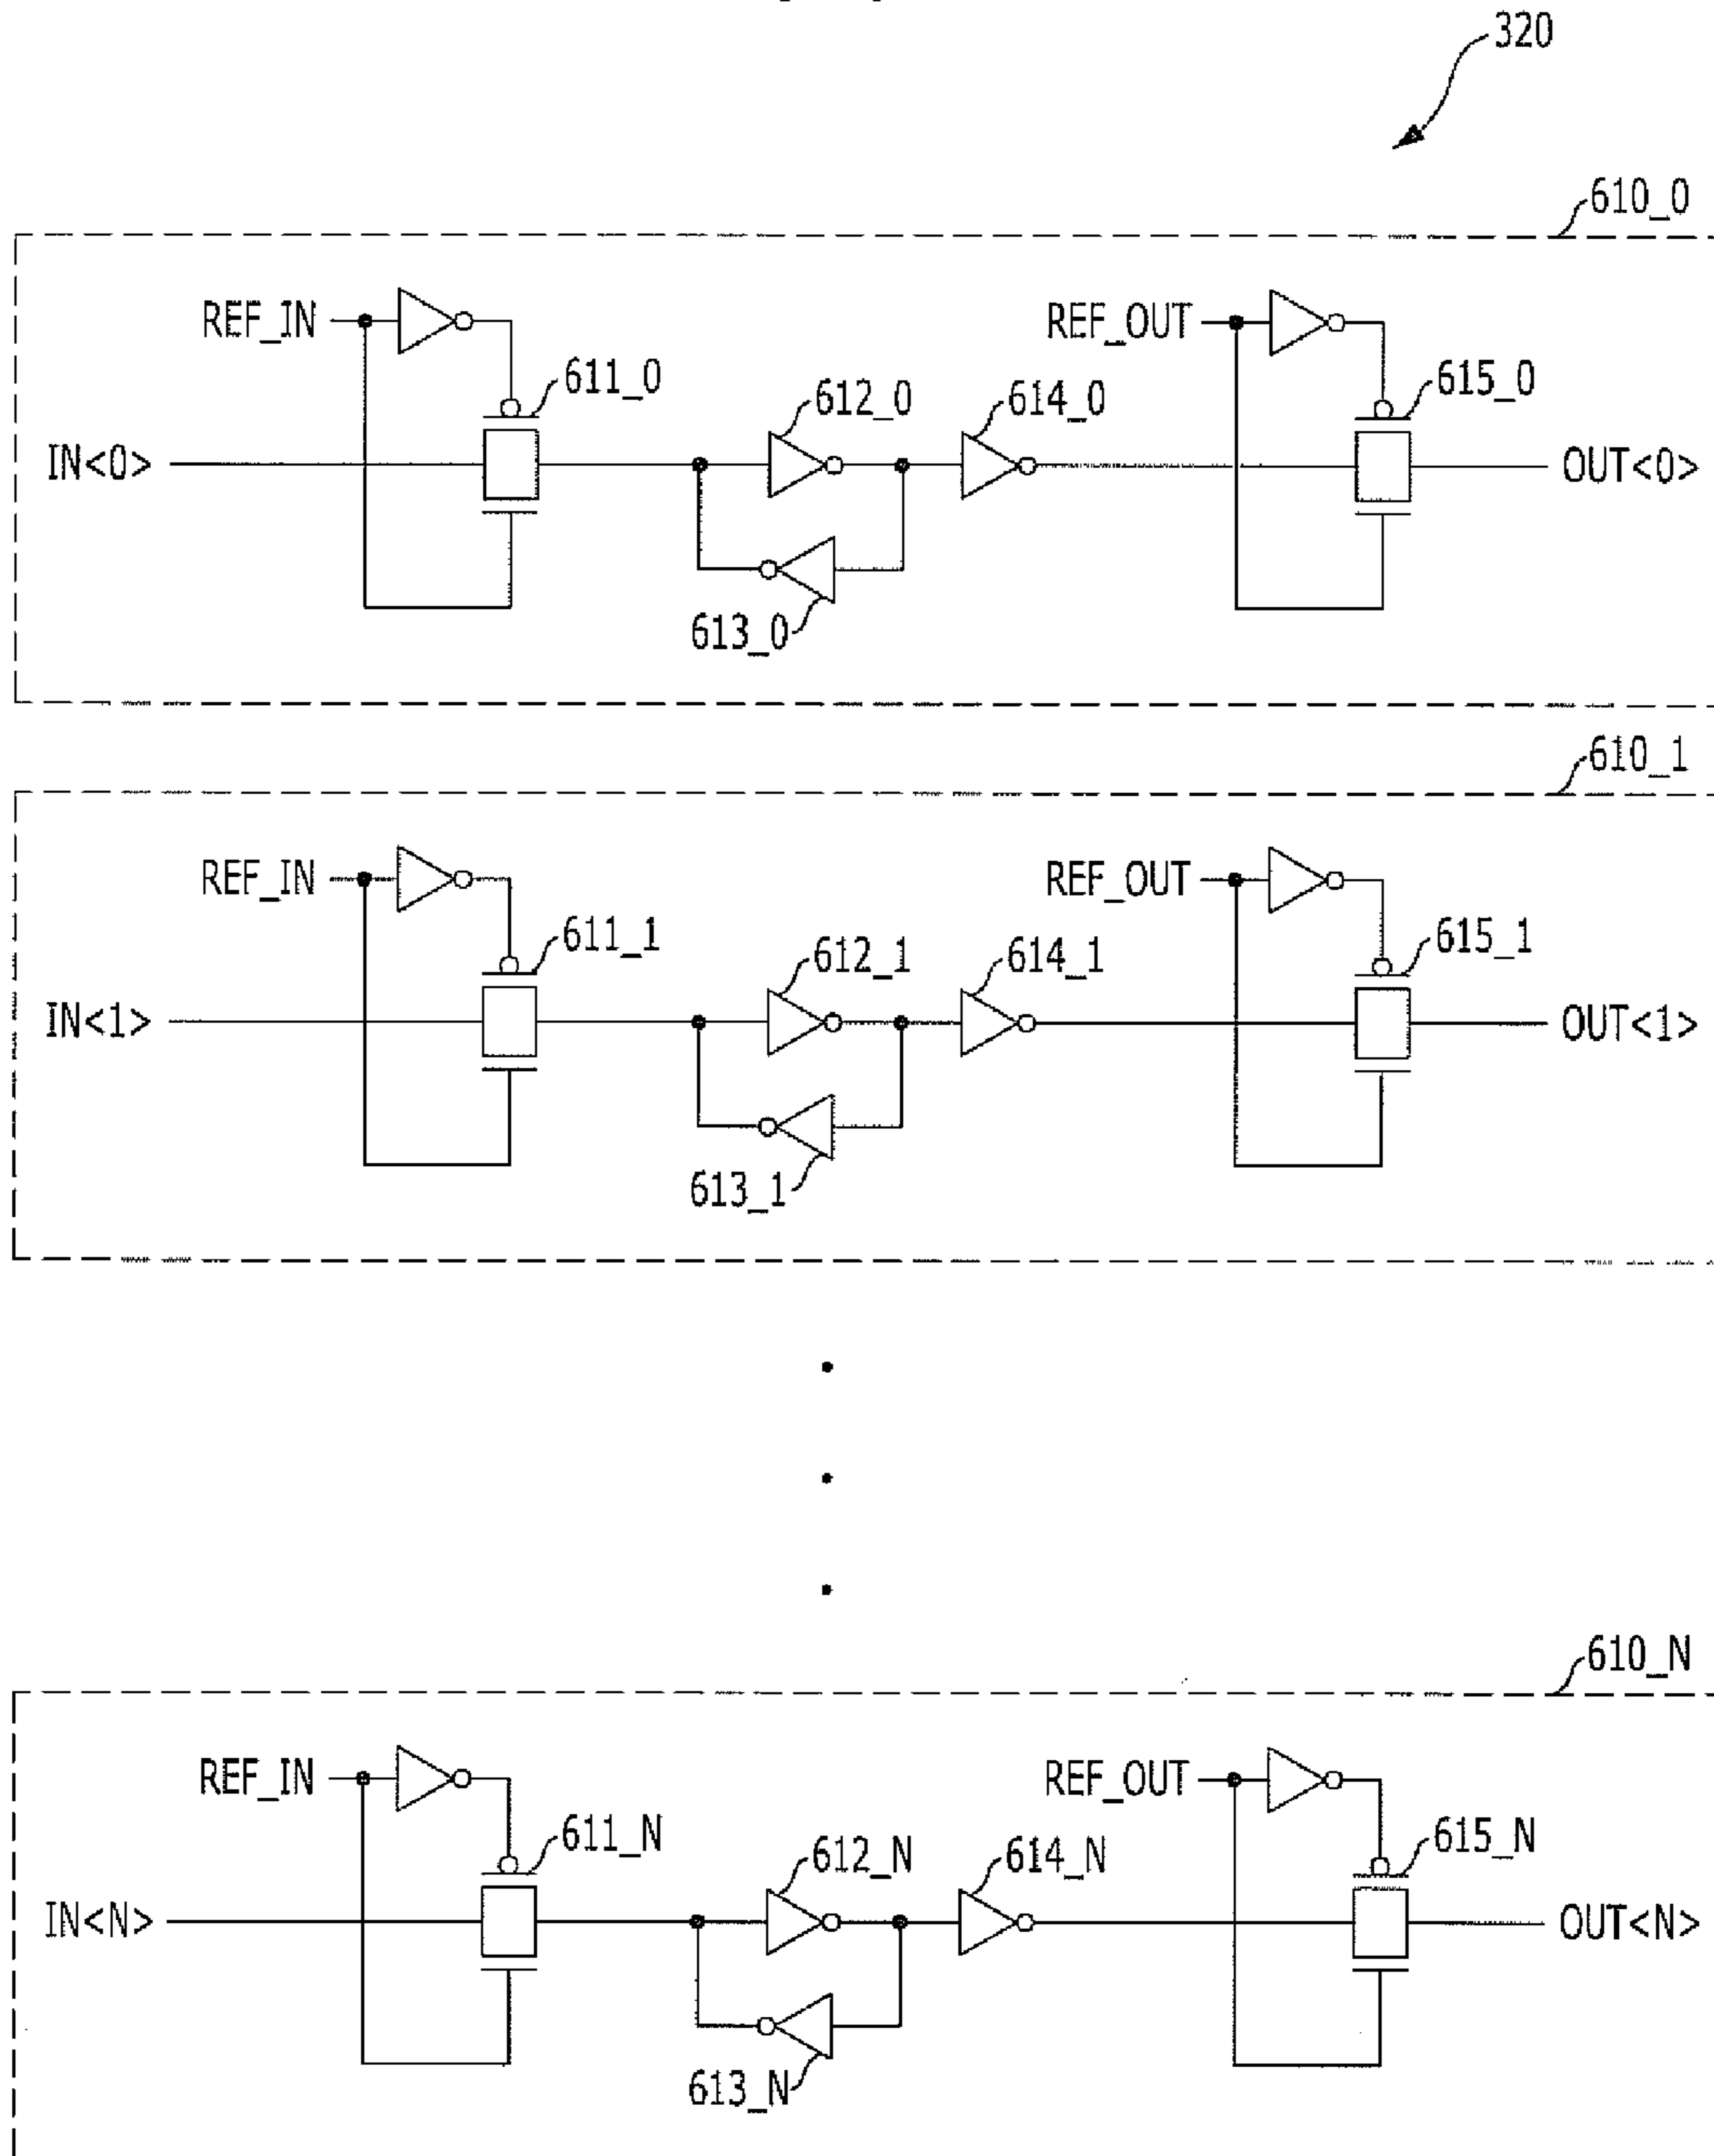 320
610_0
REF_IN
REF_OUT
611_0
612_0
614_0
615_0
IN<0>
OUT<0>
613_0
610_1
REF_IN
REF_OUT
611_1
612_1
614_1
615_1
IN<1>
OUT<1>
613_1
610_N
REF_IN
REF_OUT
611_N
612_N
614_N
615_N
IN<N>
OUT<N>
613_N